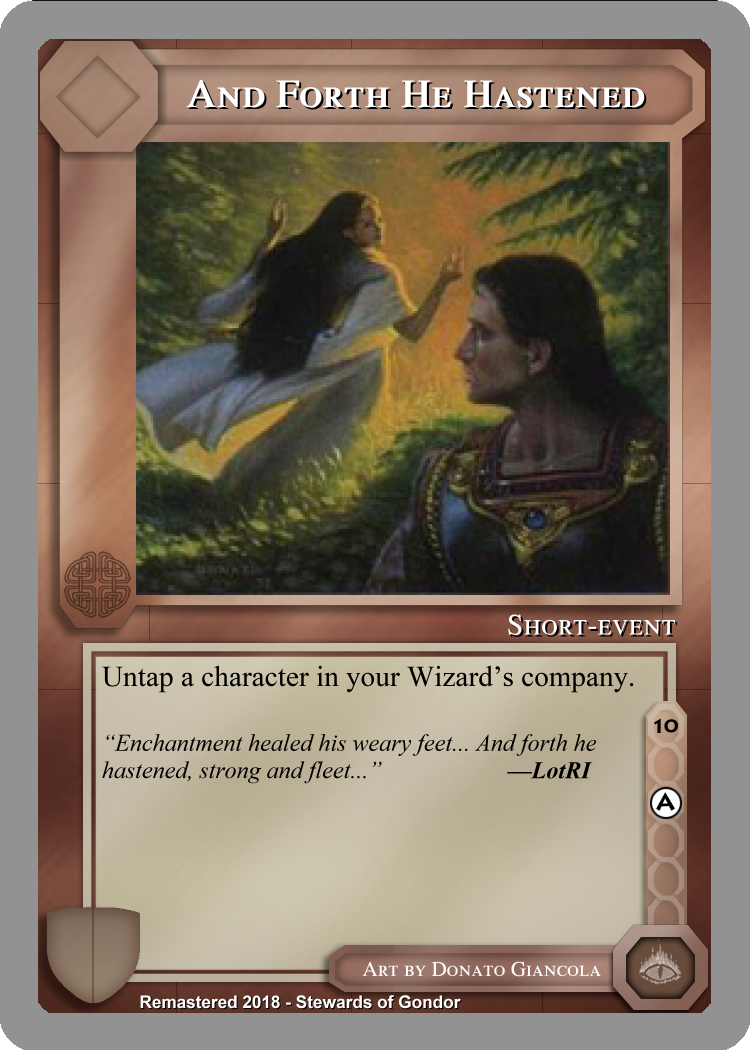 And Forth He Hastened
Short-event
Untap a character in your Wizard’s company.
“Enchantment healed his weary feet... And forth he
hastened, strong and fleet...” —LotRI
10
A
Art by Donato Giancola
Remastered 2018 - Stewards of Gondor